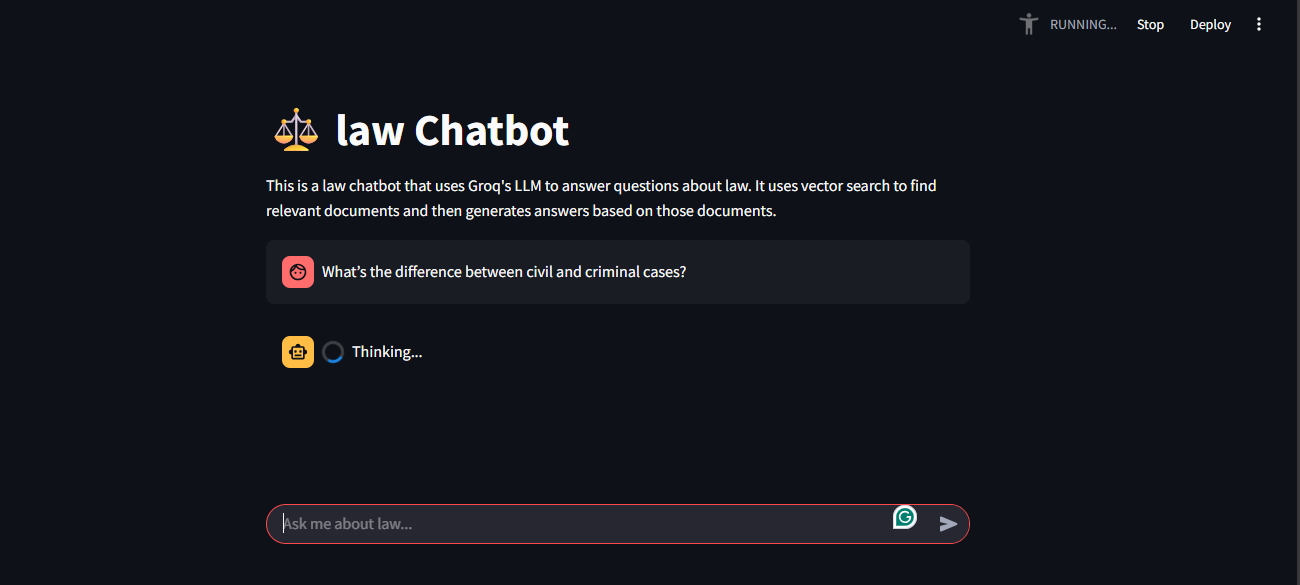 RUNNING... Stop Deploy
law Chatbot
This is a law chatbot that uses Groq's LLM to answer questions about law. It uses vector search to find
relevant documents and then generates answers based on those documents.
What’s the difference between civil and criminal cases?
Thinking...
Ask me about law...